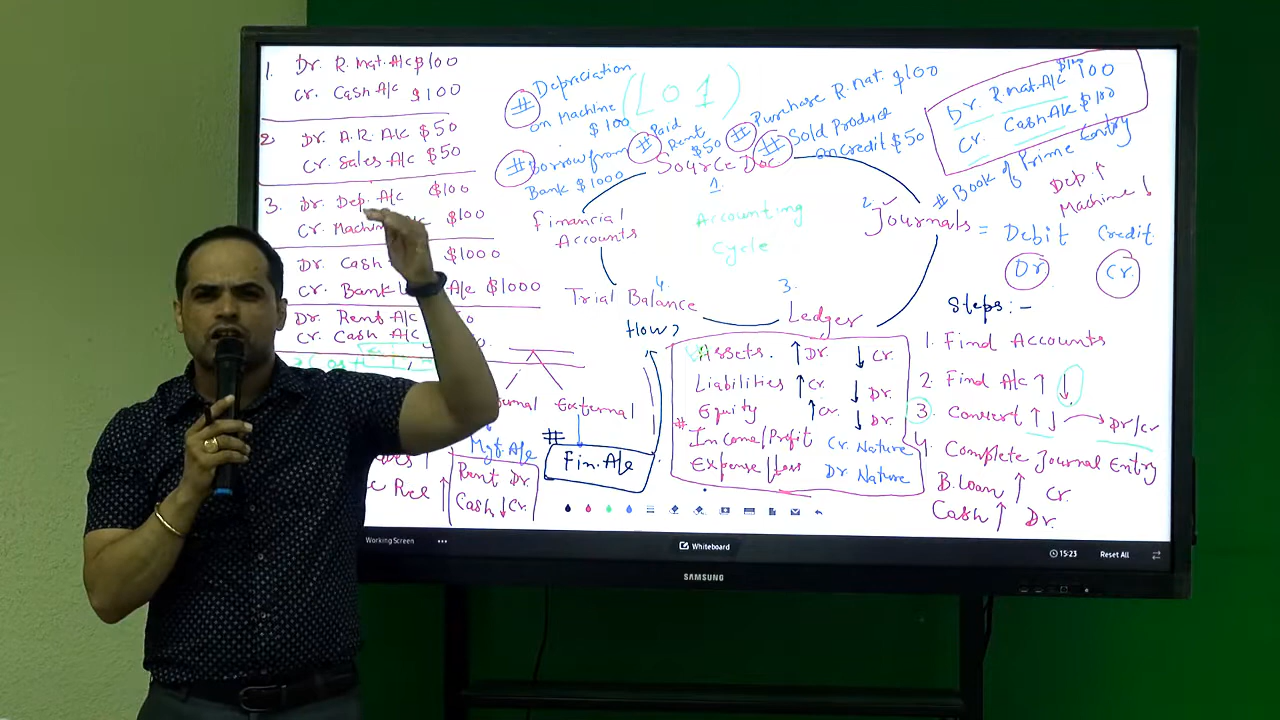 1. Dr. R.mat. A/c $100
Cr. Cash A/c $100
2. Dr. A.R. A/c $50
Cr. Sales A/c $50
3. Dr. Dep. A/c $100
Cr. Machin $100
Dr. Cash $1000
Cr. Bank A/c $1000
Dr. Rent A/c
Cr. Cash A/c
# Depreciation
on Machine
$100
(LO1)
# Borrow from
Bank $1000
# Paid
Rent
$50
# Purchase R.mat. $100
# Sold Product
on credit $50
Source Doc
1.
Accounting
Cycle
Financial
Accounts
2. Journals = Debit Credit
Dr Cr.
Dr. R.mat. A/c $100 100
Cr. Cash A/c $100
# Book of Prime Entry
Dep. ↑
Machine ↓
4.
Trial Balance
3.
Ledger
How?
External
Mgt. A/c
# Fin. A/c
Rent Dr.
Cash ↓ Cr.
Rec ↑
Assets. ↑ Dr. ↓ Cr.
Liabilities ↑ Cr. ↓ Dr.
Equity ↑ Cr. ↓ Dr.
# Income/Profit Cr. Nature
Expense/Loss Dr Nature
Steps:-
1. Find Accounts
2. Find A/c ↑ ↓
3. Convert ↑ ↓ → Dr/Cr
4. Complete Journal Entry
B.Loan ↑ Cr.
Cash ↑ Dr.
Working Screen
Whiteboard
15:23 Reset All
SAMSUNG